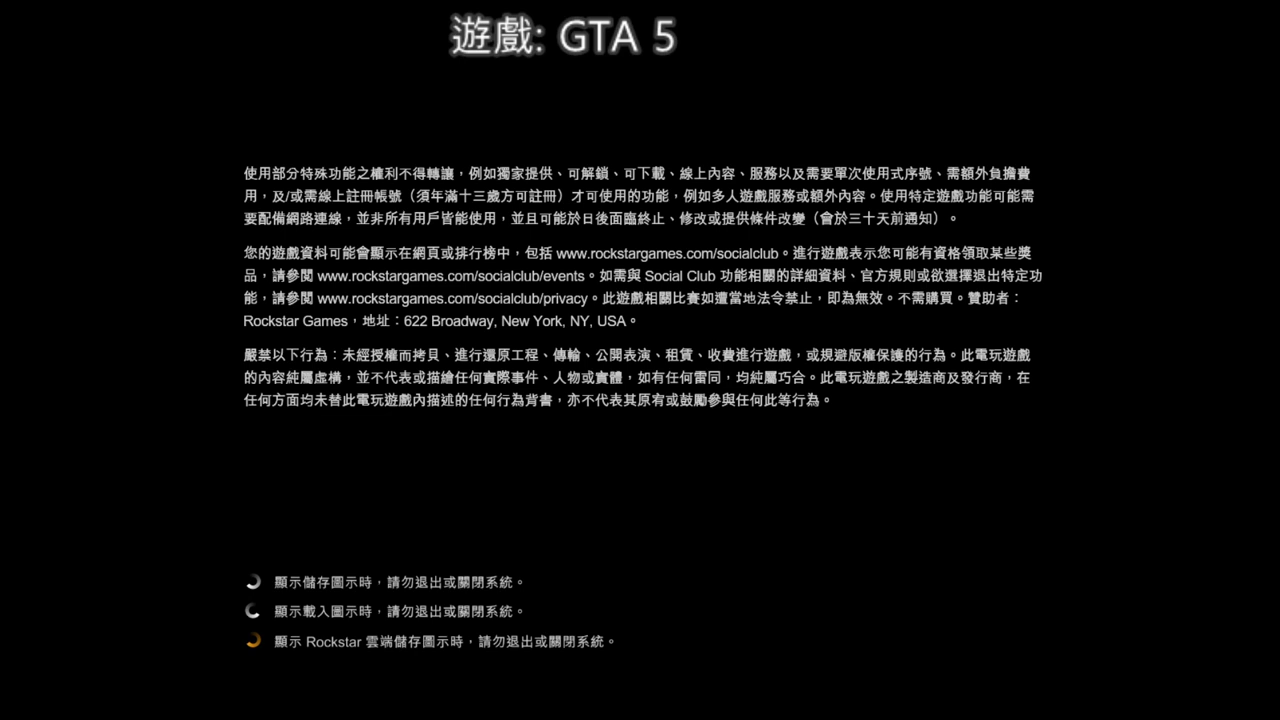 遊戲: GTA 5
使用部分特殊功能之權利不得轉讓，例如獨家提供、可解鎖、可下載、線上內容、服務以及需要單次使用式序號、需額外負擔費
用，及/或需線上註冊帳號（須年滿十三歲方可註冊）才可使用的功能，例如多人遊戲服務或額外內容。使用特定遊戲功能可能需
要配備網路連線，並非所有用戶皆能使用，並且可能於日後面臨終止、修改或提供條件改變（會於三十天前通知）。
您的遊戲資料可能會顯示在網頁或排行榜中，包括 www.rockstargames.com/socialclub。進行遊戲表示您可能有資格領取某些獎
品，請參閱 www.rockstargames.com/socialclub/events。如需與 Social Club 功能相關的詳細資料、官方規則或欲選擇退出特定功
能，請參閱 www.rockstargames.com/socialclub/privacy。此遊戲相關比賽如遭當地法令禁止，即為無效。不需購買。贊助者：
Rockstar Games，地址：622 Broadway, New York, NY, USA。
嚴禁以下行為：未經授權而拷貝、進行還原工程、傳輸、公開表演、租賃、收費進行遊戲，或規避版權保護的行為。此電玩遊戲
的內容純屬虛構，並不代表或描繪任何實際事件、人物或實體，如有任何雷同，均純屬巧合。此電玩遊戲之製造商及發行商，在
任何方面均未替此電玩遊戲內描述的任何行為背書，亦不代表其原宥或鼓勵參與任何此等行為。
顯示儲存圖示時，請勿退出或關閉系統。
顯示載入圖示時，請勿退出或關閉系統。
顯示 Rockstar 雲端儲存圖示時，請勿退出或關閉系統。